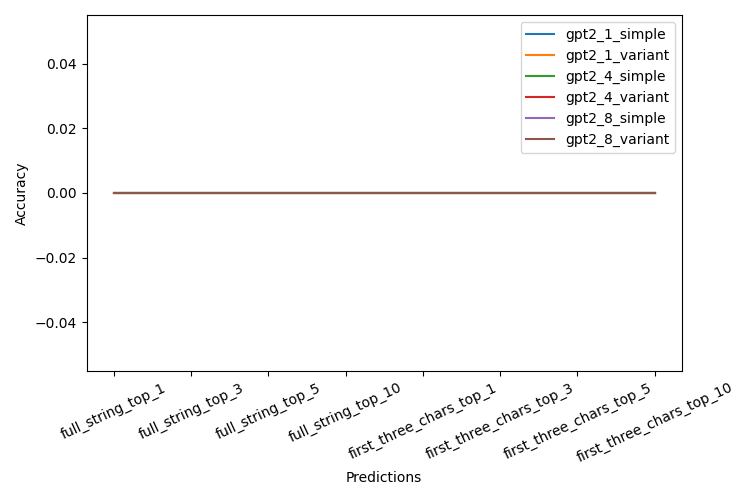 gpt2_1_simple
gpt2_1_variant
gpt2_4_simple
gpt2_4_variant
gpt2_8_simple
gpt2_8_variant
Accuracy
0.04
0.02
0.00
−0.02
−0.04
full_string_top_1
full_string_top_3
full_string_top_5
full_string_top_10
first_three_chars_top_1
first_three_chars_top_3
first_three_chars_top_5
first_three_chars_top_10
Predictions